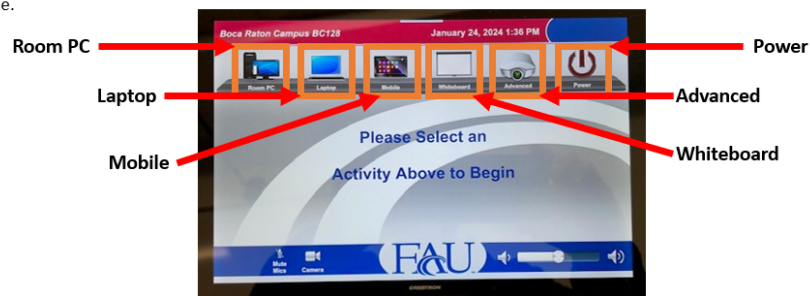 e.
Boca Raton Campus BC128
January 24, 2024 1:36 PM
Room PC
Power
Room PC
Laptop
Mobile
Whiteboard
Advanced
Power
Laptop
Advanced
Please Select an
Mobile
Whiteboard
Activity Above to Begin
Mute
Mics
Camera
FAU
CRESTRON